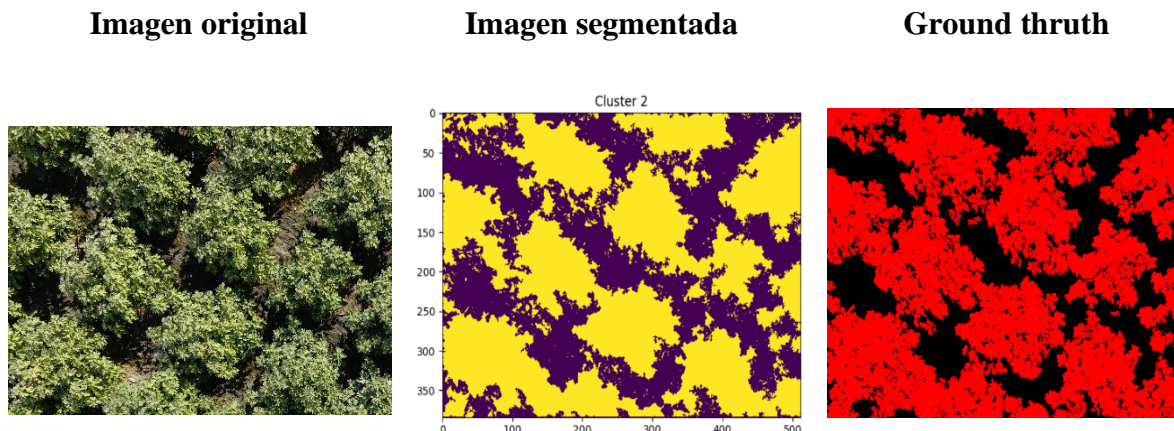 Imagen original
Imagen segmentada
Ground thruth
Cluster 2
0
50
100
150
200
250
300
350
0 100 200 300 400 500